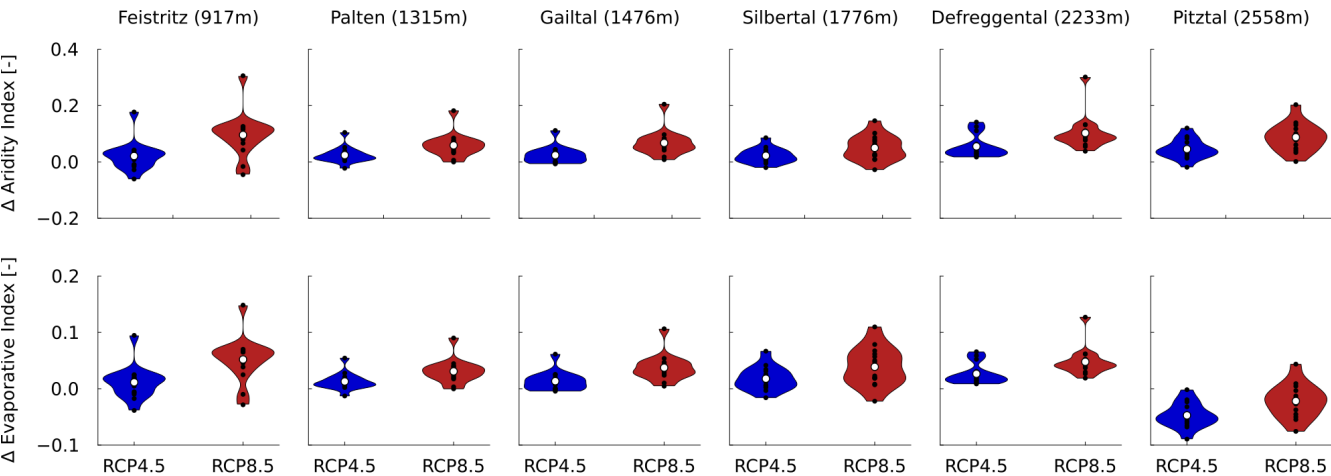 Feistritz (917m) Palten (1315m) Gailtal (1476m) Silbertal (1776m) Defreggental (2233m) Pitztal (2558m)
Δ Aridity Index [-]
0.4
0.2
0.0
−0.2
Δ Evaporative Index [-]
0.2
0.1
0.0
−0.1
RCP4.5 RCP8.5 RCP4.5 RCP8.5 RCP4.5 RCP8.5 RCP4.5 RCP8.5 RCP4.5 RCP8.5 RCP4.5 RCP8.5